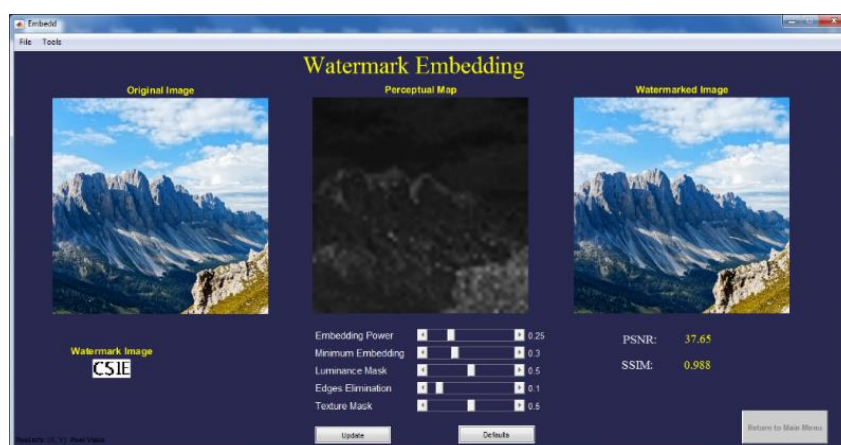 Embedd
File Tools
Watermark Embedding
Original Image
Perceptual Map
Watermarked Image
Embedding Power 0.25
Minimum Embedding 0.3
Luminance Mask 0.5
Edges Elimination 0.1
Texture Mask 0.5
PSNR: 37.65
SSIM: 0.988
Watermark Image
CSIE
Update
Defaults
Return to Main Menu